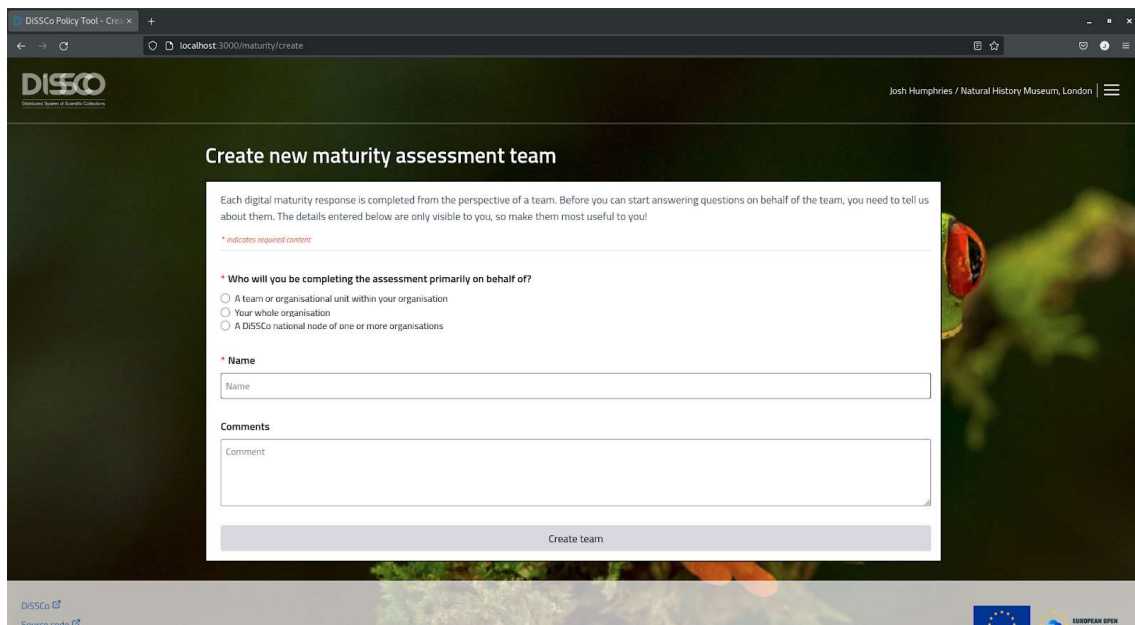 DiSSCo Policy Tool - Crea
localhost:3000/maturity/create
DiSSCo
Distributed System of Scientific Collections
Josh Humphries / Natural History Museum, London
Create new maturity assessment team
Each digital maturity response is completed from the perspective of a team. Before you can start answering questions on behalf of the team, you need to tell us
about them. The details entered below are only visible to you, so make them most useful to you!
* indicates required content
* Who will you be completing the assessment primarily on behalf of?
A team or organisational unit within your organisation
Your whole organisation
A DiSSCo national node of one or more organisations
* Name
Name
Comments
Comment
Create team
DiSSCo
Source code
EUROPEAN OPEN